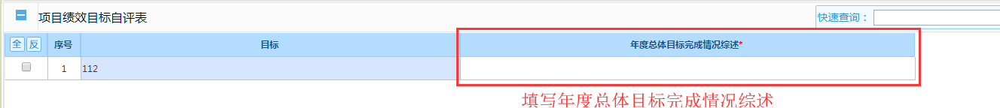 项目绩效目标自评表 快速查询：
全 反 序号 目标 年度总体目标完成情况综述*
1 112
填写年度总体目标完成情况综述